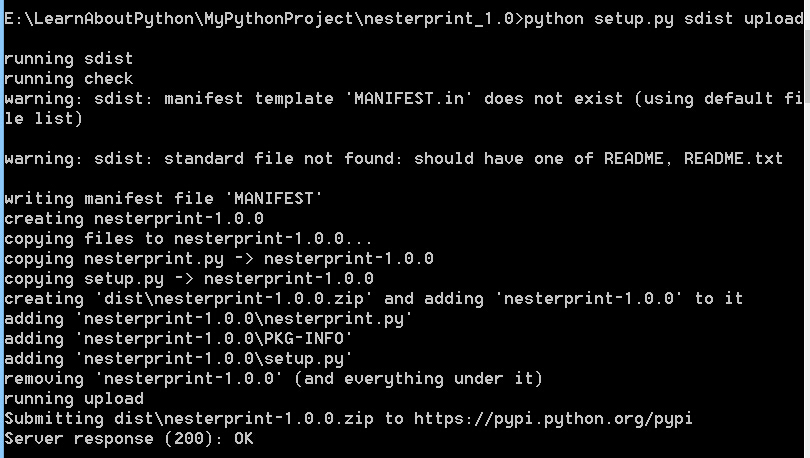 E:\LearnAboutPython\MyPythonProject\nesterprint_1.0>python setup.py sdist upload
running sdist
running check
warning: sdist: manifest template 'MANIFEST.in' does not exist (using default fi
le list)
warning: sdist: standard file not found: should have one of README, README.txt
writing manifest file 'MANIFEST'
creating nesterprint-1.0.0
copying files to nesterprint-1.0.0...
copying nesterprint.py -> nesterprint-1.0.0
copying setup.py -> nesterprint-1.0.0
creating 'dist\nesterprint-1.0.0.zip' and adding 'nesterprint-1.0.0' to it
adding 'nesterprint-1.0.0\nesterprint.py'
adding 'nesterprint-1.0.0\PKG-INFO'
adding 'nesterprint-1.0.0\setup.py'
removing 'nesterprint-1.0.0' (and everything under it)
running upload
Submitting dist\nesterprint-1.0.0.zip to https://pypi.python.org/pypi
Server response (200): OK